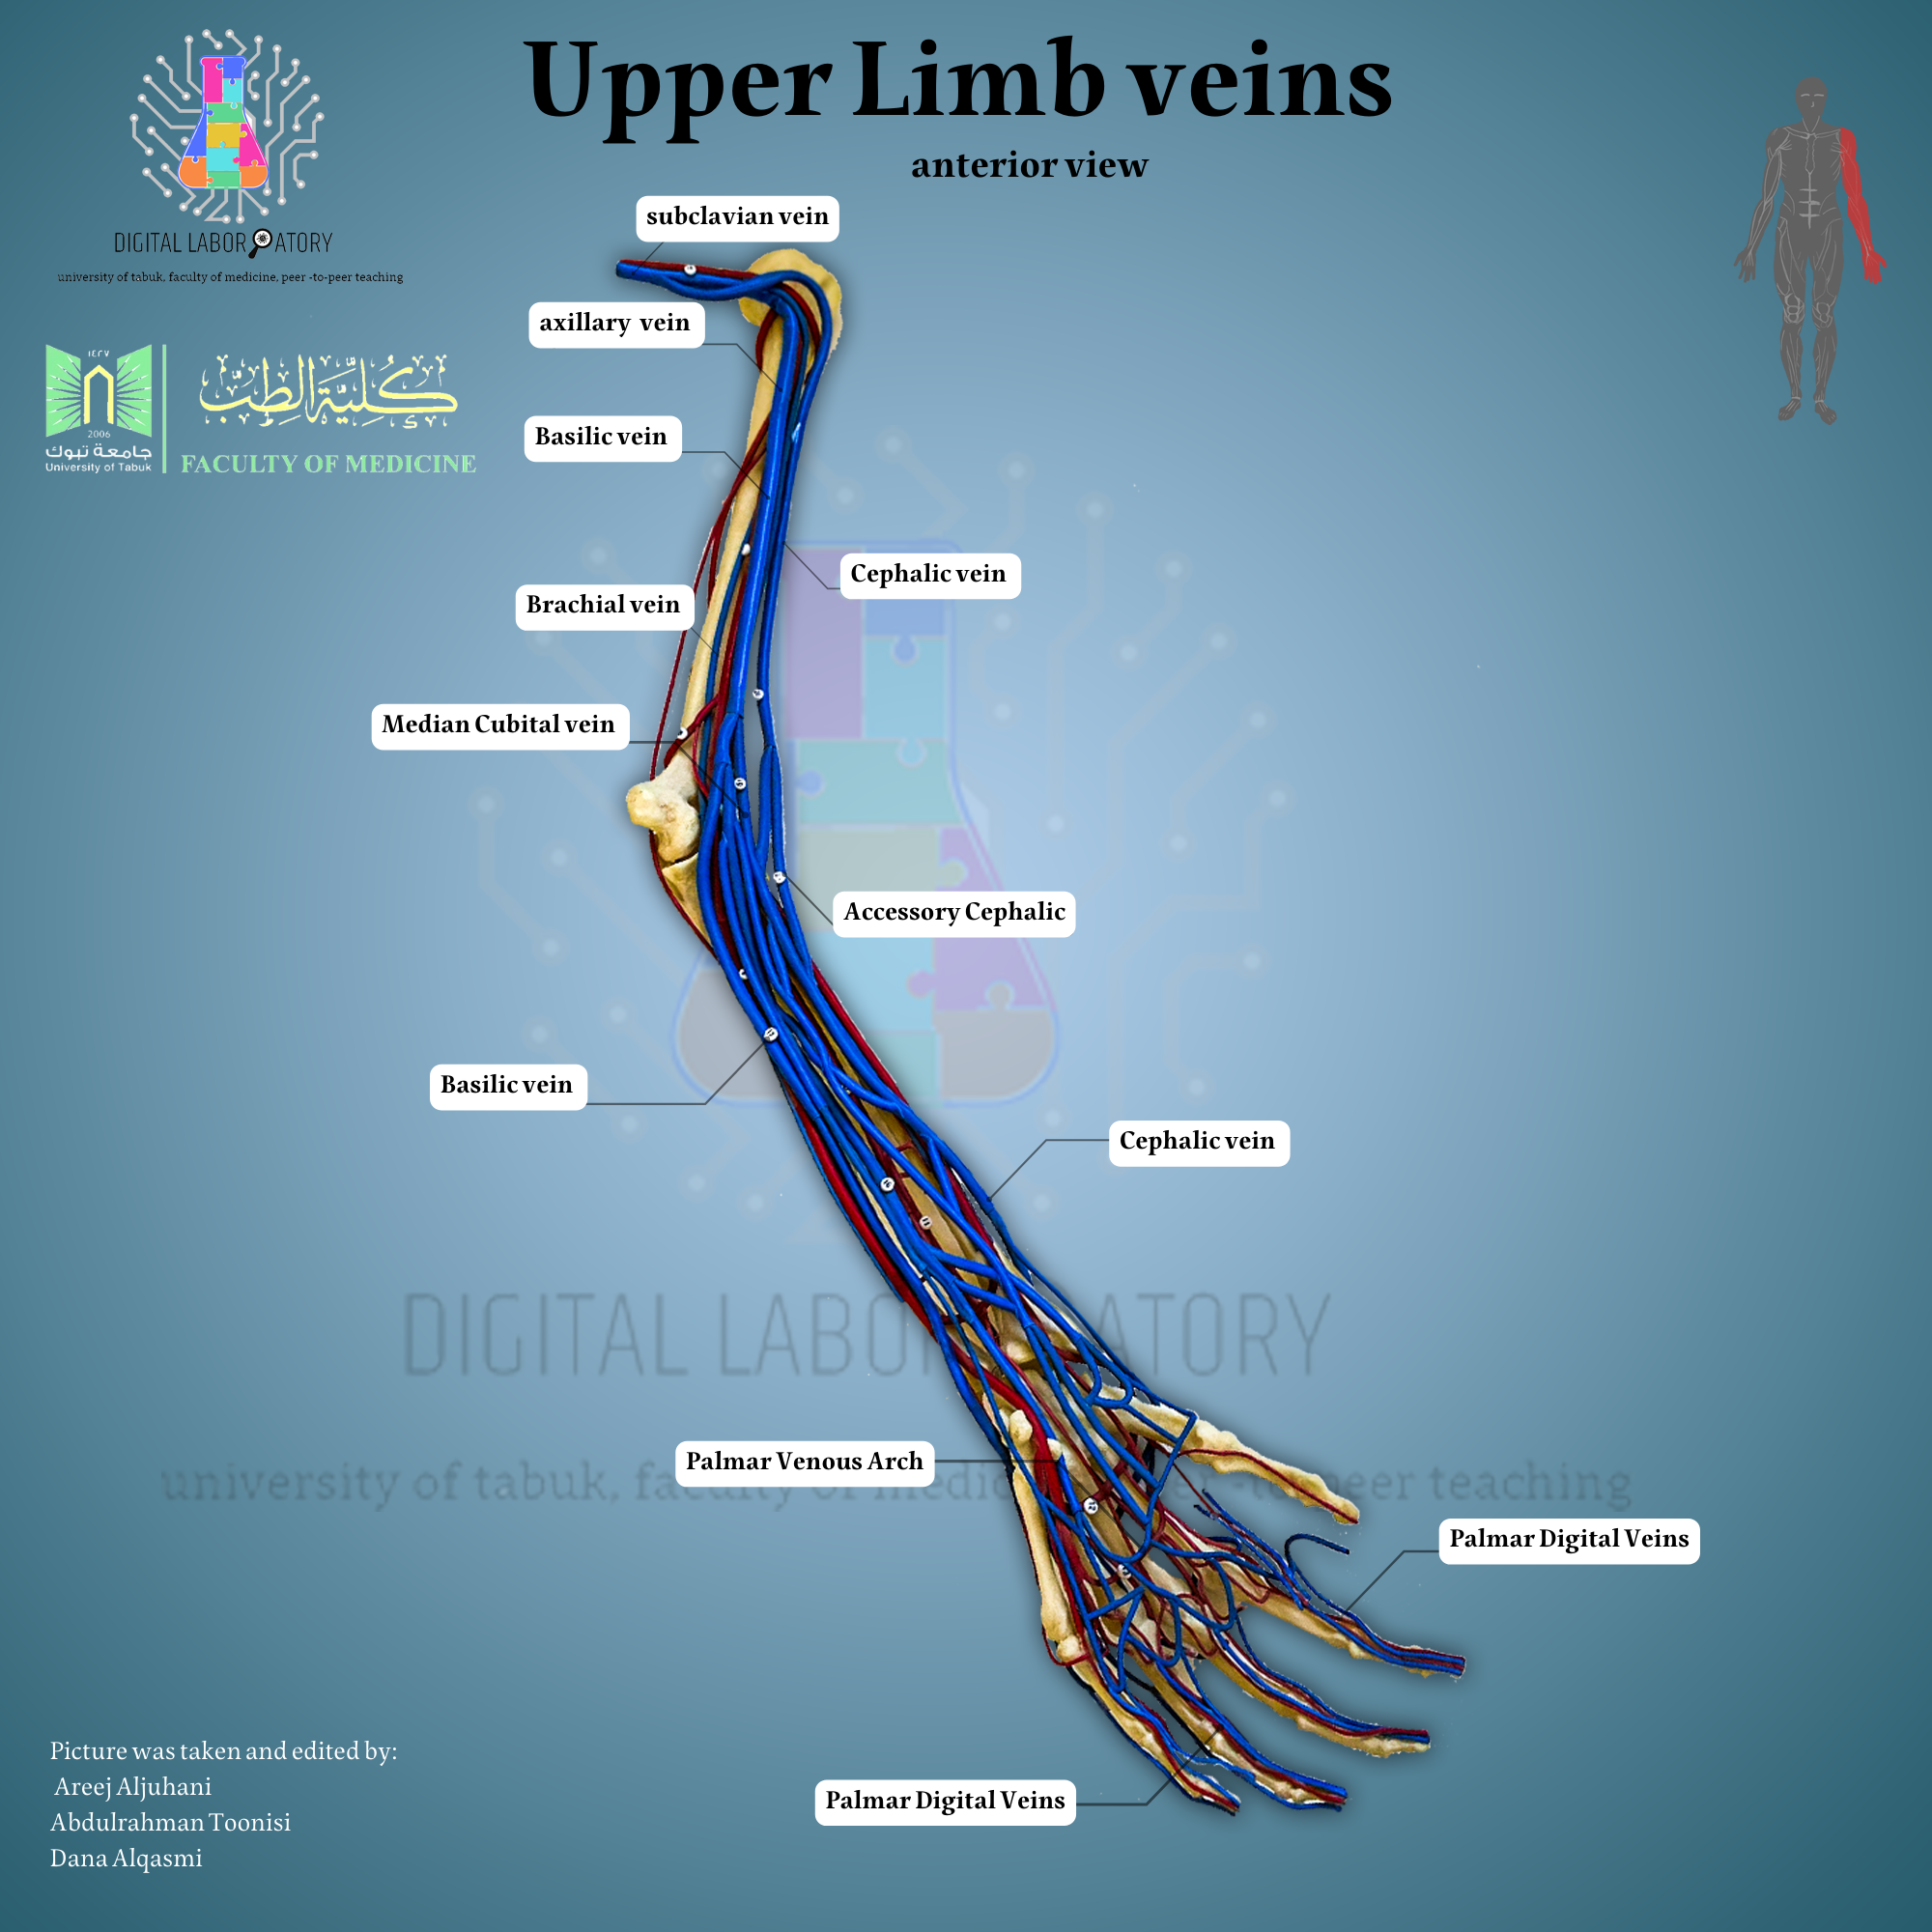 Upper Limb veins
anterior view
DIGITAL LABORATORY
university of tabuk, faculty of medicine, peer -to-peer teaching
١٤٢٧
2006
جامعة تبوك
University of Tabuk
كلية الطب
FACULTY OF MEDICINE
subclavian vein
axillary vein
Basilic vein
Cephalic vein
Brachial vein
Median Cubital vein
Accessory Cephalic
Basilic vein
Cephalic vein
DIGITAL LABORATORY
Palmar Venous Arch
university of tabuk, faculty of medicine, peer -to-peer teaching
Palmar Digital Veins
Palmar Digital Veins
Picture was taken and edited by:
Areej Aljuhani
Abdulrahman Toonisi
Dana Alqasmi